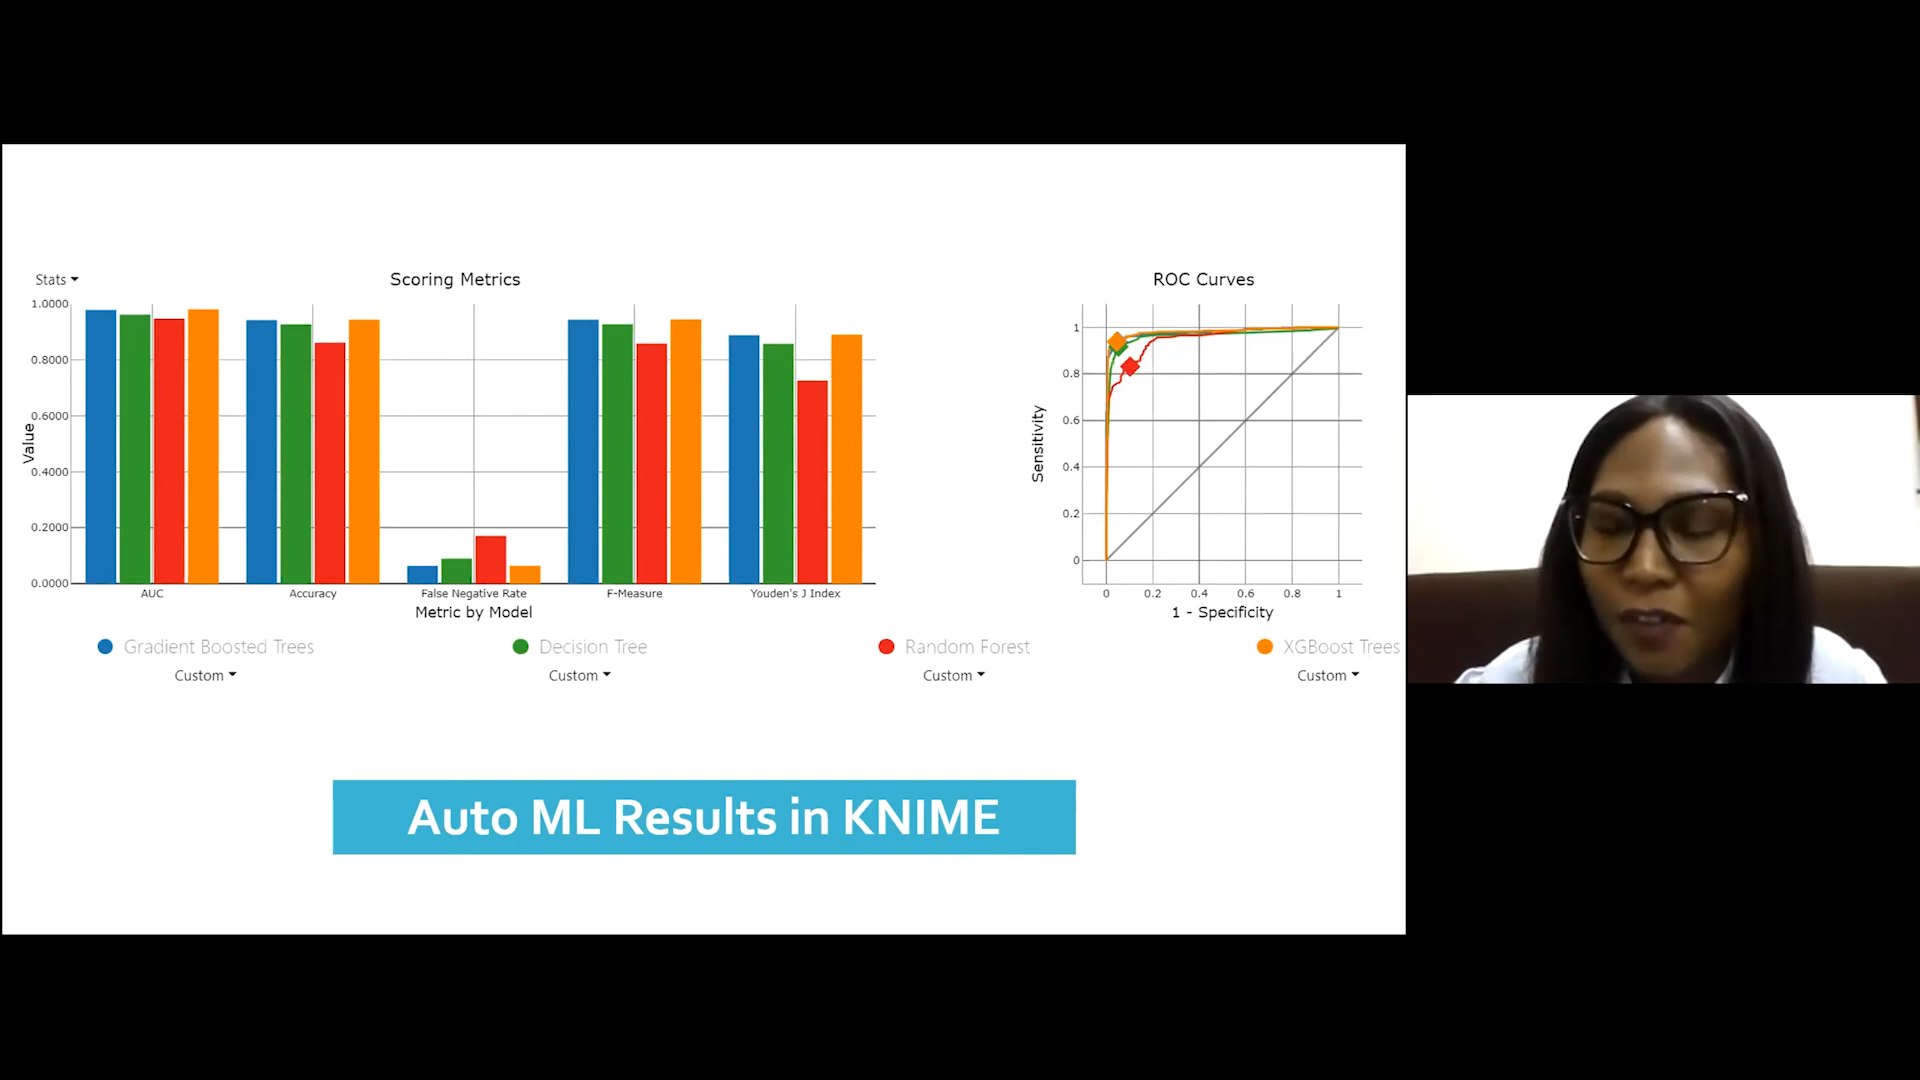 Stats
Scoring Metrics
1.0000
0.8000
0.6000
0.4000
0.2000
0.0000
Value
AUC
Accuracy
False Negative Rate
F-Measure
Youden's J Index
Metric by Model
ROC Curves
1
0.8
0.6
0.4
0.2
0
Sensitivity
0 0.2 0.4 0.6 0.8 1
1 - Specificity
Gradient Boosted Trees
Decision Tree
Random Forest
XGBoost Trees
Custom
Custom
Custom
Custom
Auto ML Results in KNIME